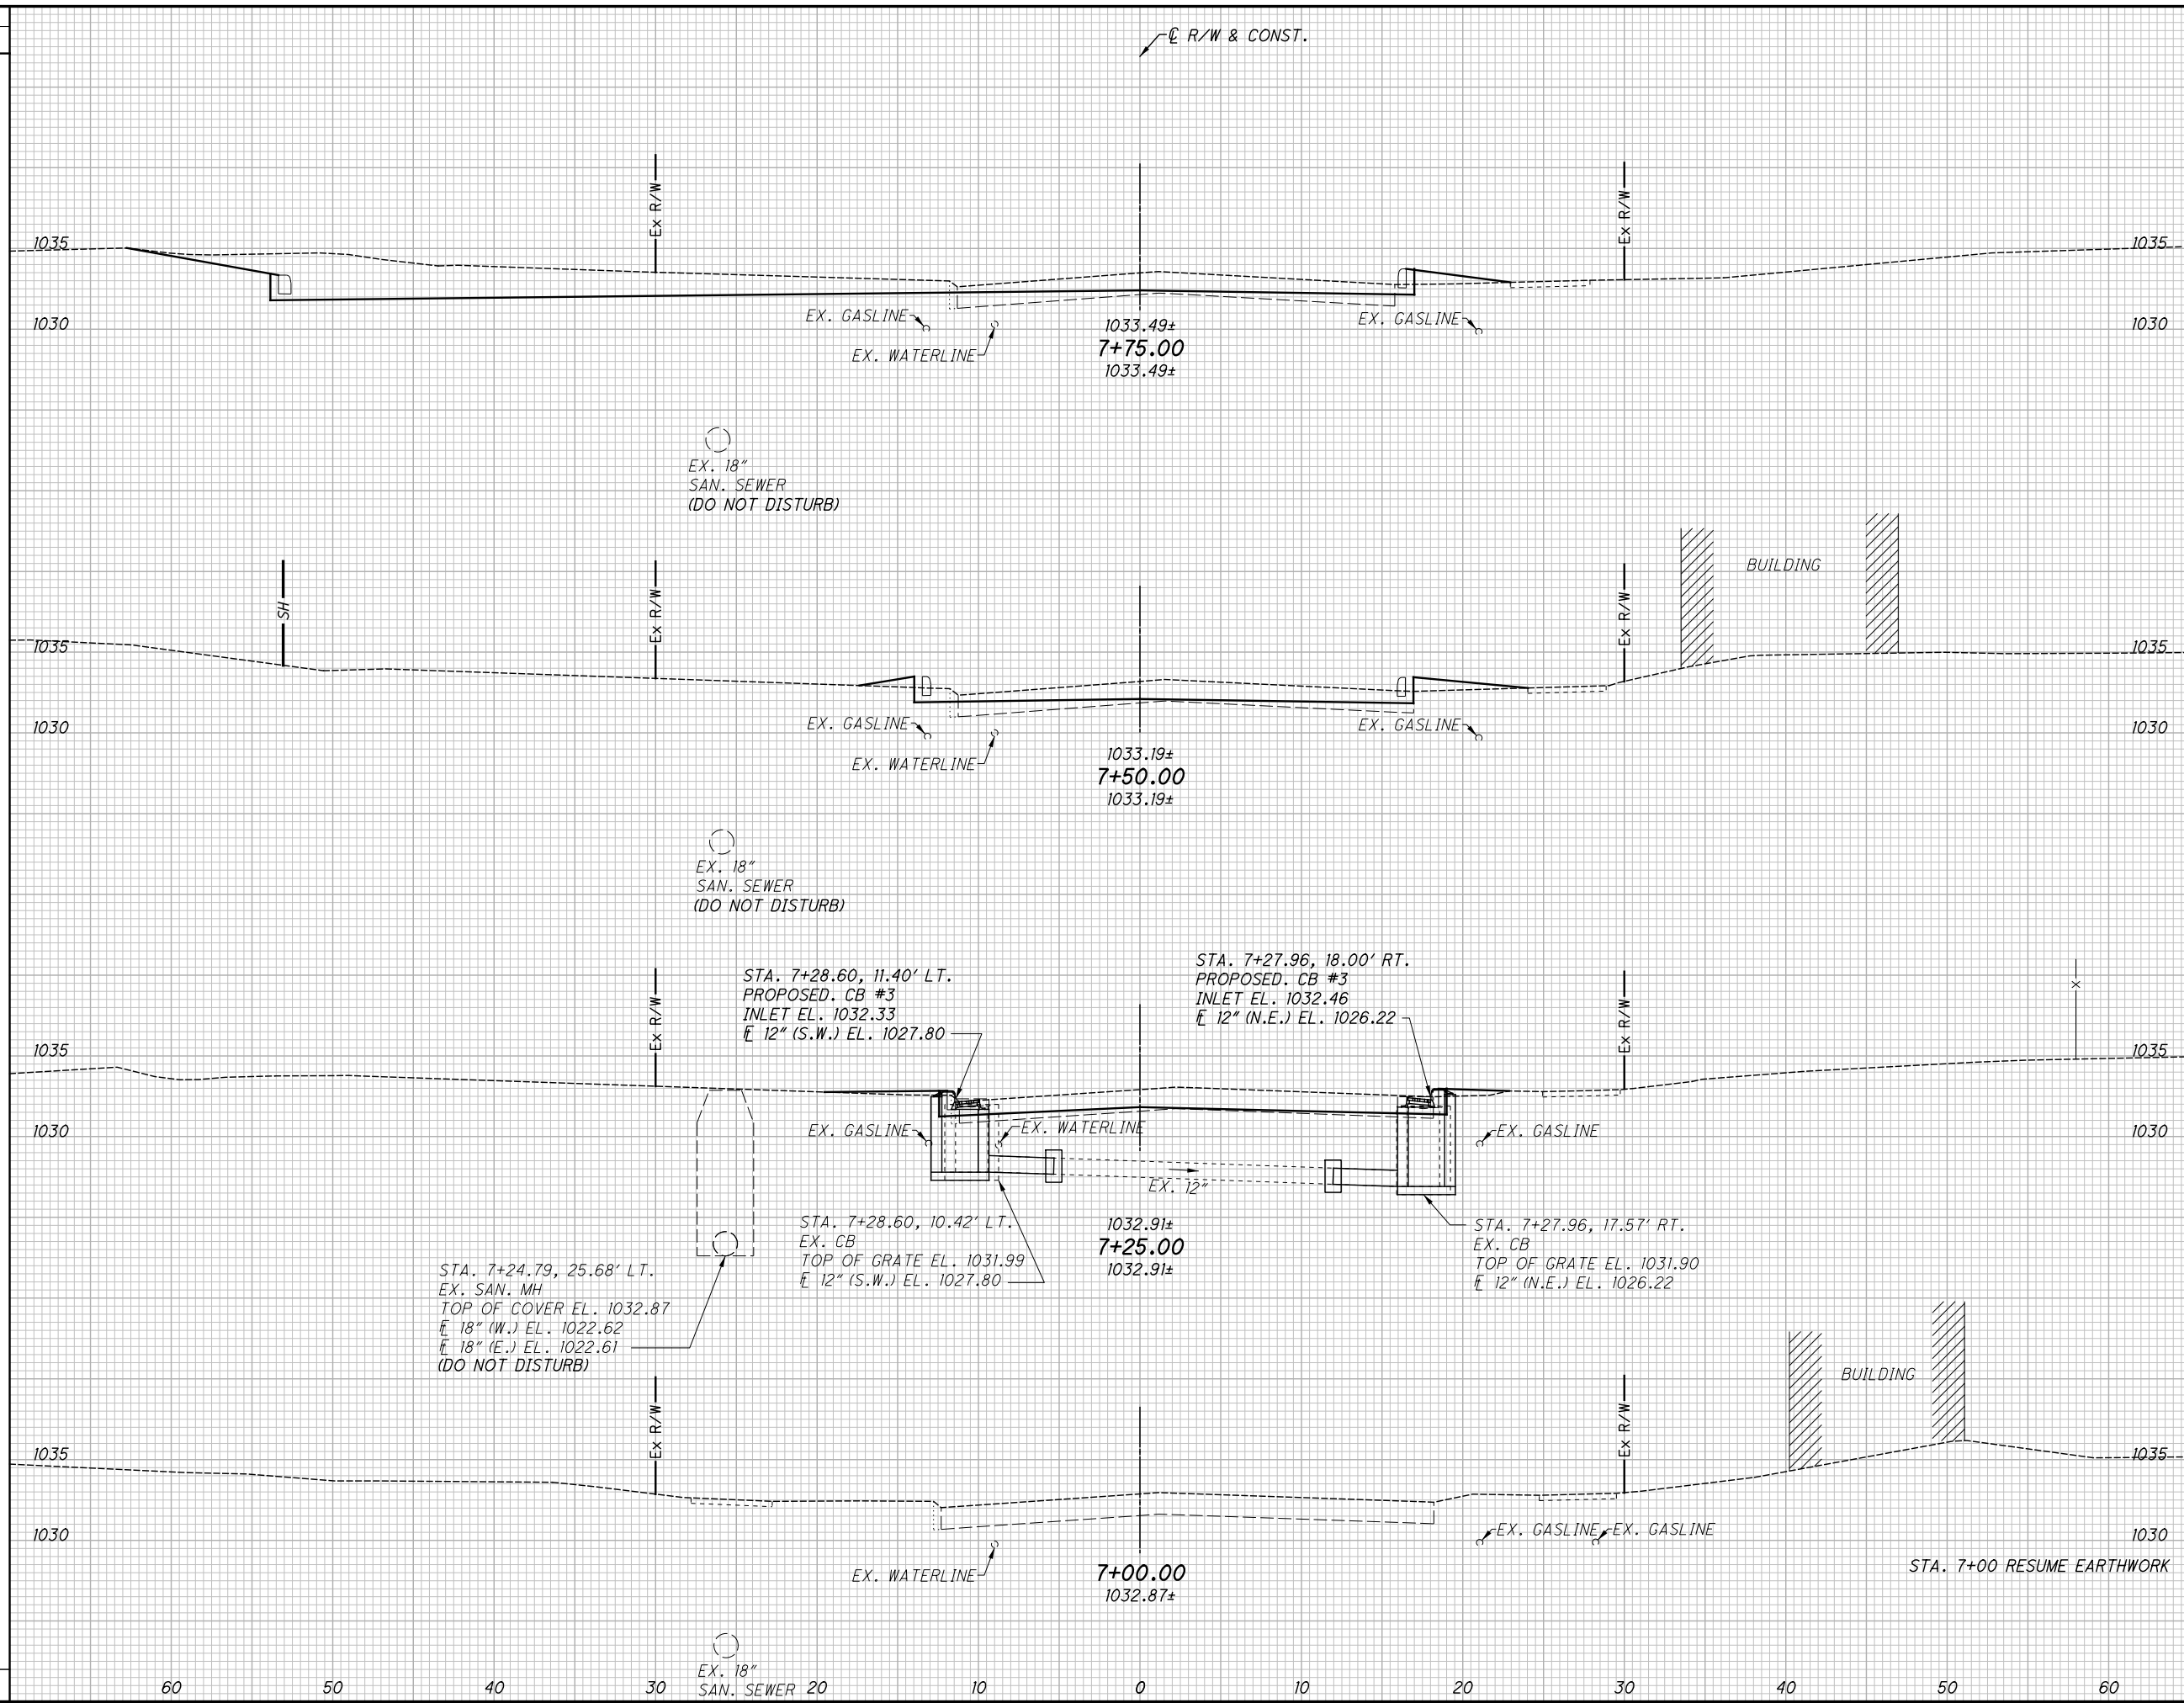 ℄ R/W & CONST.
Ex R/W
Ex R/W
1035
1035
EX. GASLINE
EX. GASLINE
1030
1033.49±
1030
7+75.00
EX. WATERLINE
1033.49±
EX. 18"
SAN. SEWER
(DO NOT DISTURB)
BUILDING
SH
Ex R/W
Ex R/W
1035
1035
EX. GASLINE
EX. GASLINE
1030
1030
1033.19±
EX. WATERLINE
7+50.00
1033.19±
EX. 18"
SAN. SEWER
(DO NOT DISTURB)
STA. 7+28.60, 11.40' LT.
PROPOSED. CB #3
INLET EL. 1032.33
FL 12" (S.W.) EL. 1027.80
STA. 7+27.96, 18.00' RT.
PROPOSED. CB #3
INLET EL. 1032.46
FL 12" (N.E.) EL. 1026.22
X
Ex R/W
Ex R/W
1035
1035
EX. GASLINE
EX. WATERLINE
EX. GASLINE
1030
1030
EX. 12"
STA. 7+28.60, 10.42' LT.
EX. CB
TOP OF GRATE EL. 1031.99
FL 12" (S.W.) EL. 1027.80
1032.91±
7+25.00
1032.91±
STA. 7+27.96, 17.57' RT.
EX. CB
TOP OF GRATE EL. 1031.90
FL 12" (N.E.) EL. 1026.22
STA. 7+24.79, 25.68' LT.
EX. SAN. MH
TOP OF COVER EL. 1032.87
FL 18" (W.) EL. 1022.62
FL 18" (E.) EL. 1022.61
(DO NOT DISTURB)
BUILDING
Ex R/W
Ex R/W
1035
1035
EX. GASLINE
EX. GASLINE
1030
1030
STA. 7+00 RESUME EARTHWORK
EX. WATERLINE
7+00.00
1032.87±
EX. 18"
SAN. SEWER
60 50 40 30 20 10 0 10 20 30 40 50 60